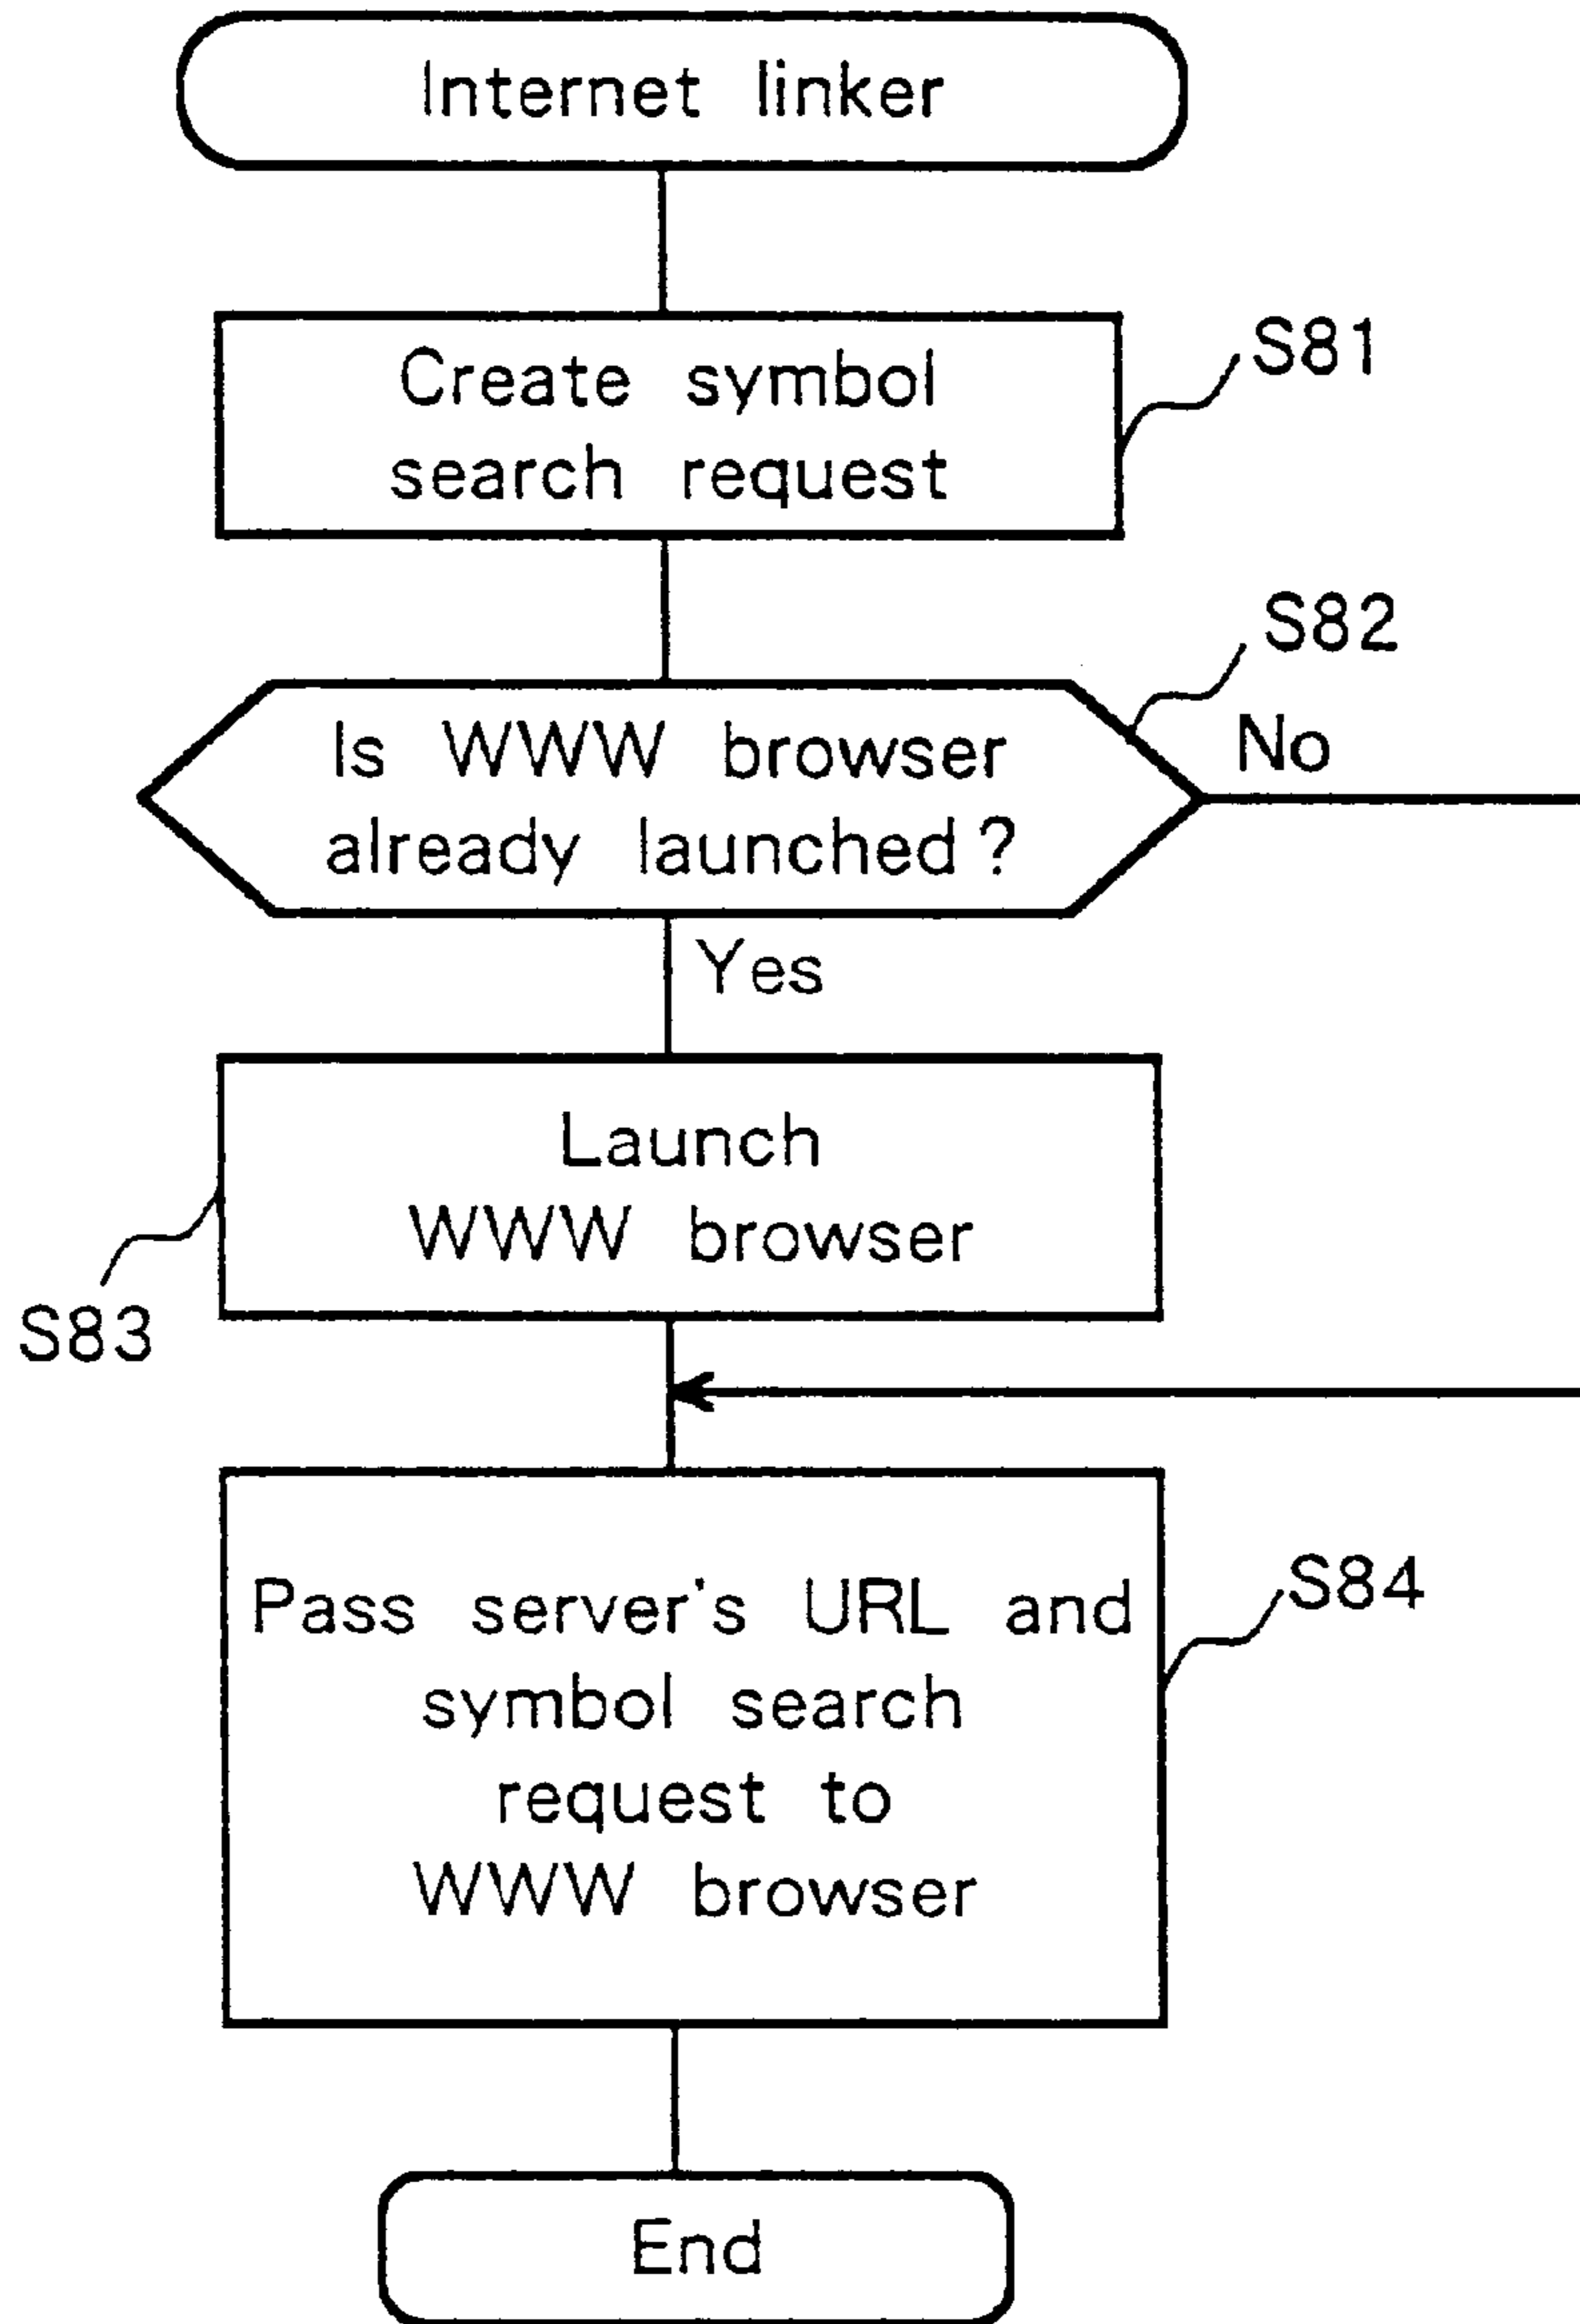 Internet linker
Create symbol
search request
S81
S82
Is WWW browser
already launched?
No
Yes
Launch
WWW browser
S83
Pass server's URL and
symbol search
request to
WWW browser
S84
End